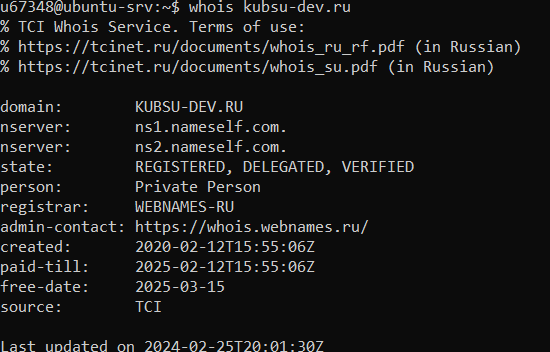 u67348@ubuntu-srv:~$ whois kubsu-dev.ru
% TCI Whois Service. Terms of use:
% https://tcinet.ru/documents/whois_ru_rf.pdf (in Russian)
% https://tcinet.ru/documents/whois_su.pdf (in Russian)

domain:        KUBSU-DEV.RU
nserver:       ns1.nameself.com.
nserver:       ns2.nameself.com.
state:         REGISTERED, DELEGATED, VERIFIED
person:        Private Person
registrar:     WEBNAMES-RU
admin-contact: https://whois.webnames.ru/
created:       2020-02-12T15:55:06Z
paid-till:     2025-02-12T15:55:06Z
free-date:     2025-03-15
source:        TCI

Last updated on 2024-02-25T20:01:30Z